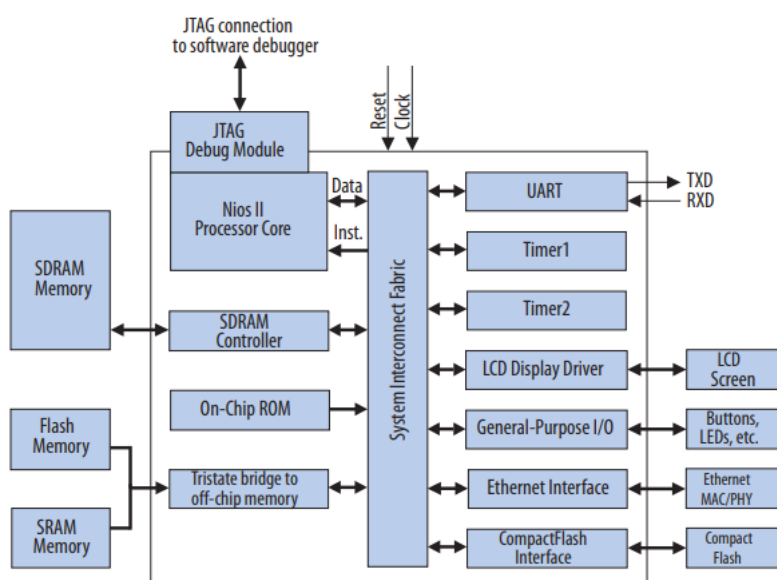 JTAG connection
to software debugger
Reset
Clock
JTAG
Debug Module
Nios II
Processor Core
Data
Inst.
System Interconnect Fabric
UART
TXD
RXD
Timer1
Timer2
SDRAM
Memory
SDRAM
Controller
LCD Display Driver
LCD
Screen
On-Chip ROM
General-Purpose I/O
Buttons,
LEDs, etc.
Flash
Memory
Tristate bridge to
off-chip memory
Ethernet Interface
Ethernet
MAC/PHY
SRAM
Memory
CompactFlash
Interface
Compact
Flash